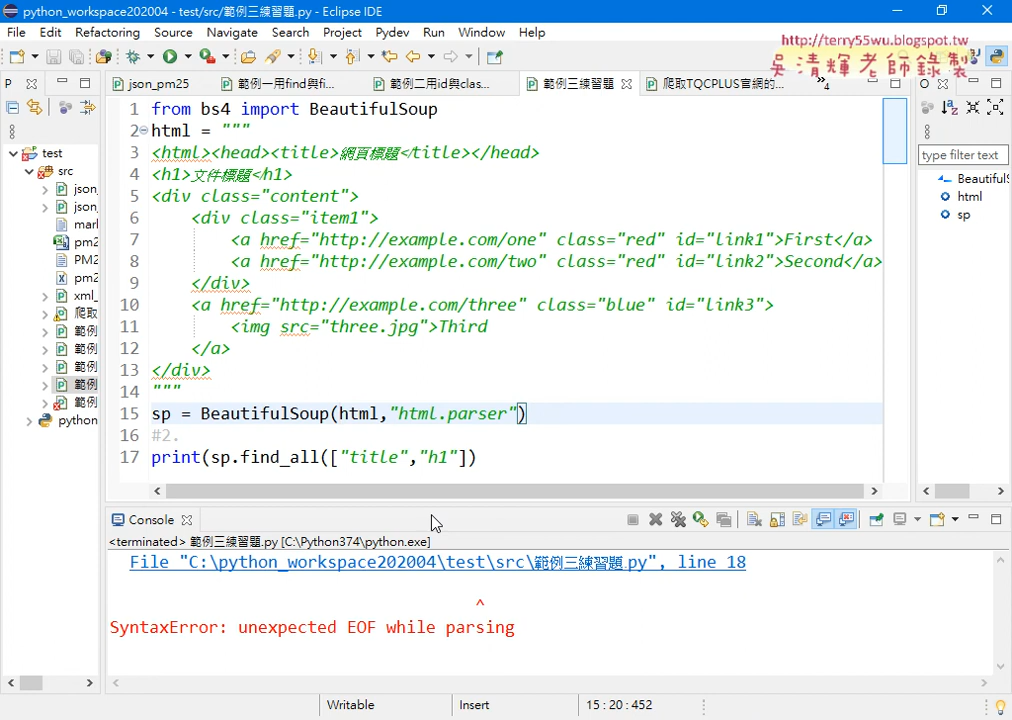 python_workspace202004 - test/src/範例三練習題.py - Eclipse IDE
File Edit Refactoring Source Navigate Search Project Pydev Run Window Help
http://terry55wu.blogspot.tw
吳清輝老師錄製
P
json_pm25
範例一用find與fi...
範例二用id與clas...
範例三練習題
爬取TQCPLUS官網的...
4
O
test
src
json_
json_
mark
pm2
PM2
pm2
xml_
爬取
範例
範例
範例
範例
範例
python
1 from bs4 import BeautifulSoup
2 html = """
3 <html><head><title>網頁標題</title></head>
4 <h1>文件標題</h1>
5 <div class="content">
6 <div class="item1">
7 <a href="http://example.com/one" class="red" id="link1">First</a>
8 <a href="http://example.com/two" class="red" id="link2">Second</a>
9 </div>
10 <a href="http://example.com/three" class="blue" id="link3">
11 <img src="three.jpg">Third
12 </a>
13 </div>
14 """
15 sp = BeautifulSoup(html,"html.parser")
16 #2.
17 print(sp.find_all(["title","h1"])
type filter text
BeautifulS
html
sp
Console
<terminated> 範例三練習題.py [C:\Python374\python.exe]
File "C:\python_workspace202004\test\src\範例三練習題.py", line 18
^
SyntaxError: unexpected EOF while parsing
Writable Insert 15 : 20 : 452